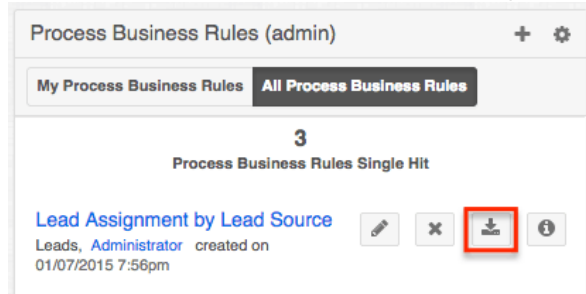 Process Business Rules (admin)
My Process Business Rules All Process Business Rules
3
Process Business Rules Single Hit
Lead Assignment by Lead Source
Leads, Administrator created on
01/07/2015 7:56pm